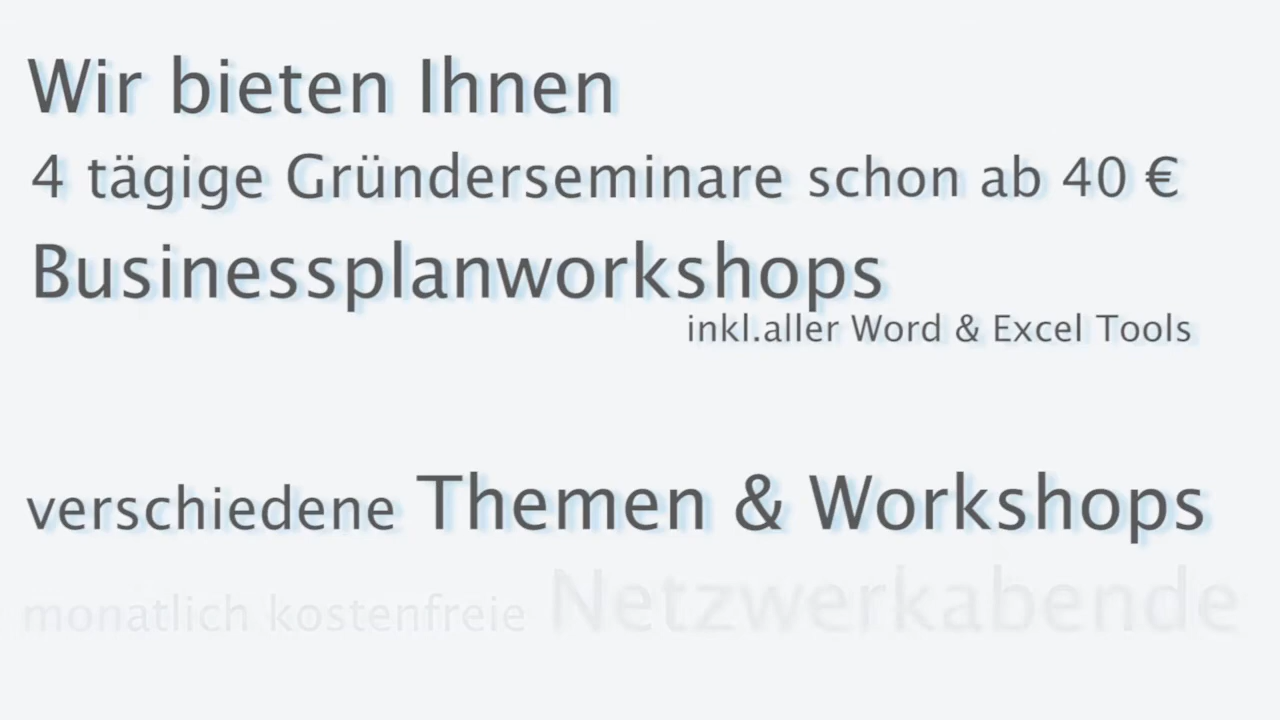 Wir bieten Ihnen
4 tägige Gründerseminare schon ab 40 €
Businessplanworkshops
inkl.aller Word & Excel Tools
verschiedene Themen & Workshops
monatlich kostenfreie Netzwerkabende